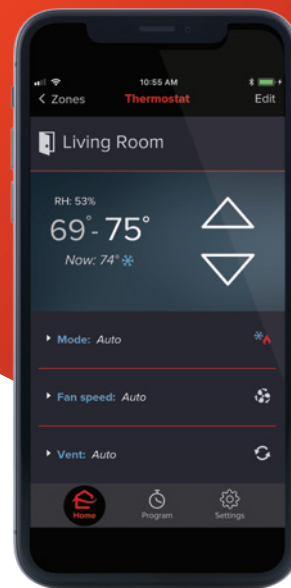 10:55 AM
Zones Thermostat Edit
Living Room
RH: 53%
69°- 75°
Now: 74°
Mode: Auto
Fan speed: Auto
Vent: Auto
Home Program Settings